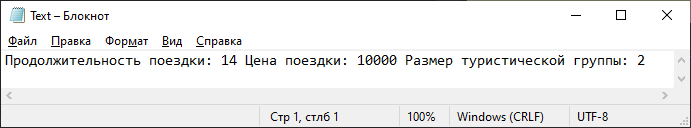 Text – Блокнот
Файл Правка Формат Вид Справка
Продолжительность поездки: 14 Цена поездки: 10000 Размер туристической группы: 2
Стр 1, стлб 1 100% Windows (CRLF) UTF-8